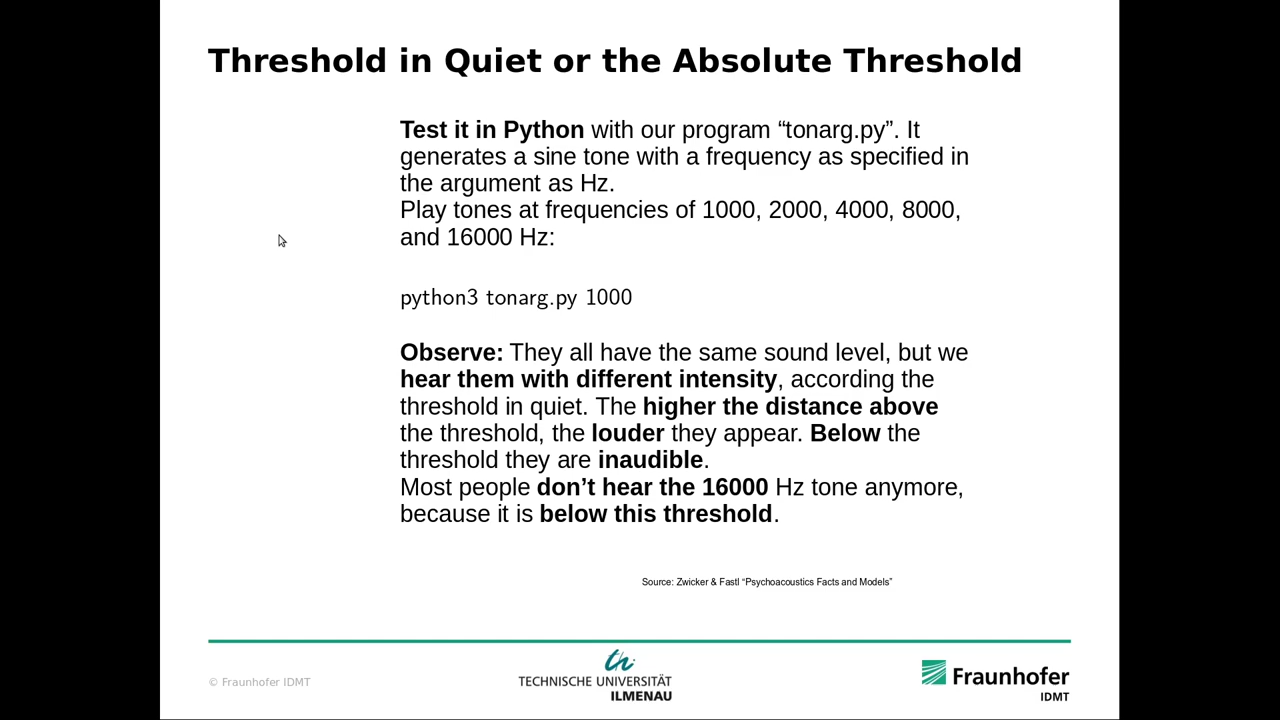 Threshold in Quiet or the Absolute Threshold
Test it in Python with our program “tonarg.py”. It
generates a sine tone with a frequency as specified in
the argument as Hz.
Play tones at frequencies of 1000, 2000, 4000, 8000,
and 16000 Hz:
python3 tonarg.py 1000
Observe: They all have the same sound level, but we
hear them with different intensity, according the
threshold in quiet. The higher the distance above
the threshold, the louder they appear. Below the
threshold they are inaudible.
Most people don’t hear the 16000 Hz tone anymore,
because it is below this threshold.
Source: Zwicker & Fastl “Psychoacoustics Facts and Models”
© Fraunhofer IDMT
th
TECHNISCHE UNIVERSITÄT
ILMENAU
Fraunhofer
IDMT